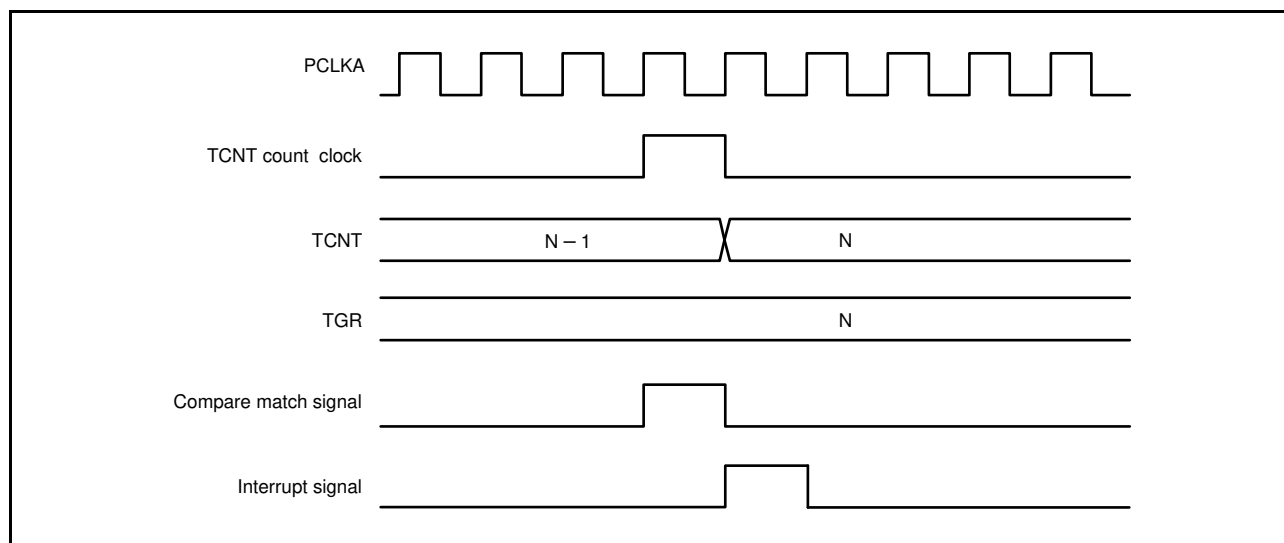 PCLKA
TCNT count clock
TCNT
N – 1
N
TGR
N
Compare match signal
Interrupt signal